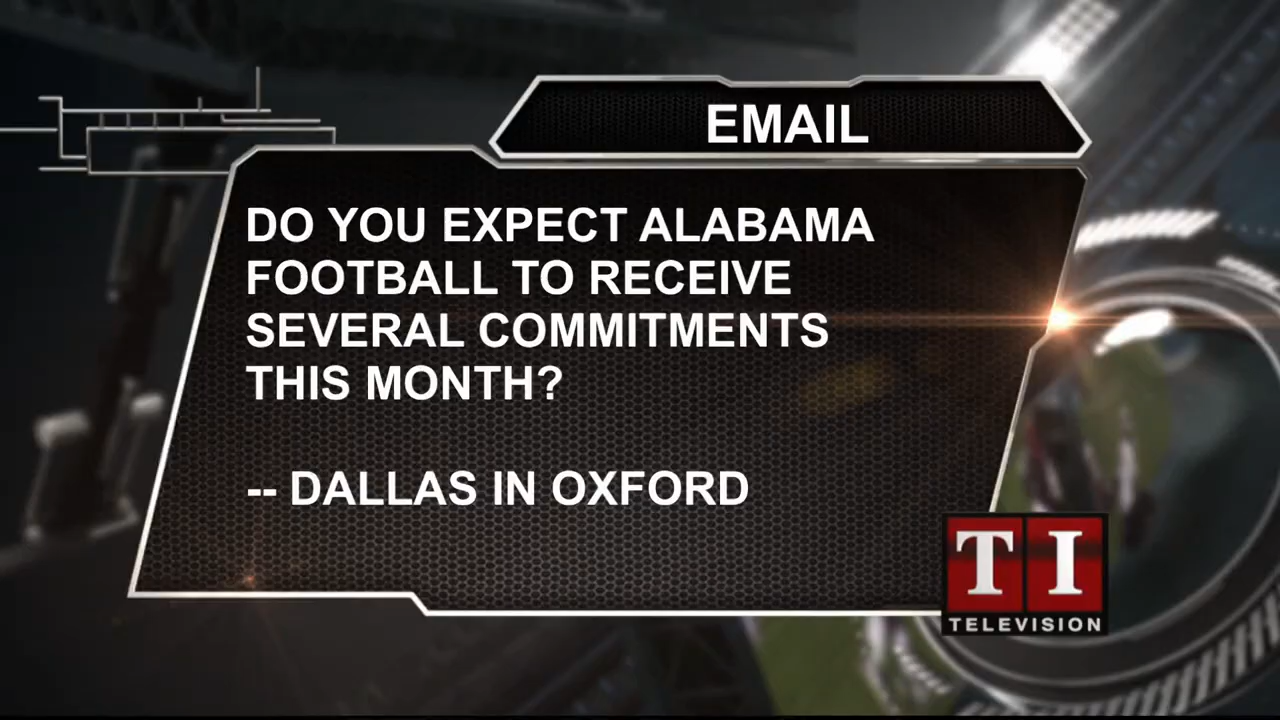 EMAIL
DO YOU EXPECT ALABAMA
FOOTBALL TO RECEIVE
SEVERAL COMMITMENTS
THIS MONTH?
-- DALLAS IN OXFORD
TI
TELEVISION